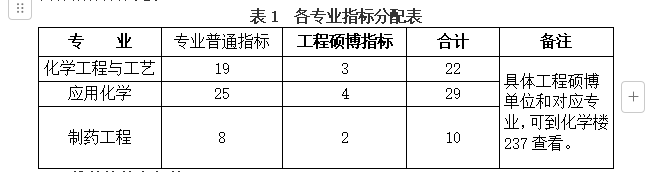 表 1 各专业指标分配表
专 业 专业普通指标 工程硕博指标 合计 备注
化学工程与工艺 19 3 22
应用化学 25 4 29
制药工程 8 2 10
具体工程硕博
单位和对应专
业,可到化学楼
237 查看。